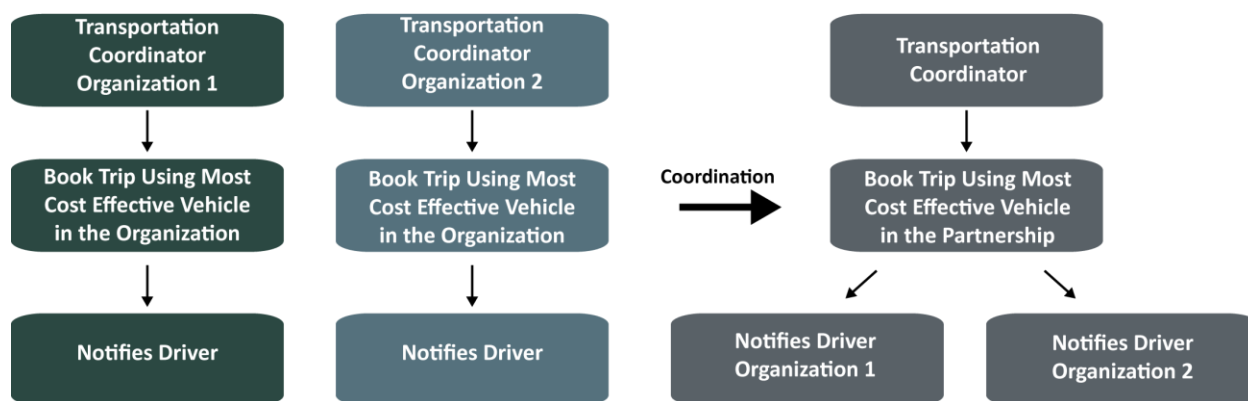 Transportation
Coordinator
Organization 1
Book Trip Using Most
Cost Effective Vehicle
in the Organization
Notifies Driver
Transportation
Coordinator
Organization 2
Book Trip Using Most
Cost Effective Vehicle
in the Organization
Notifies Driver
Coordination
Transportation
Coordinator
Book Trip Using Most
Cost Effective Vehicle
in the Partnership
Notifies Driver
Organization 1
Notifies Driver
Organization 2